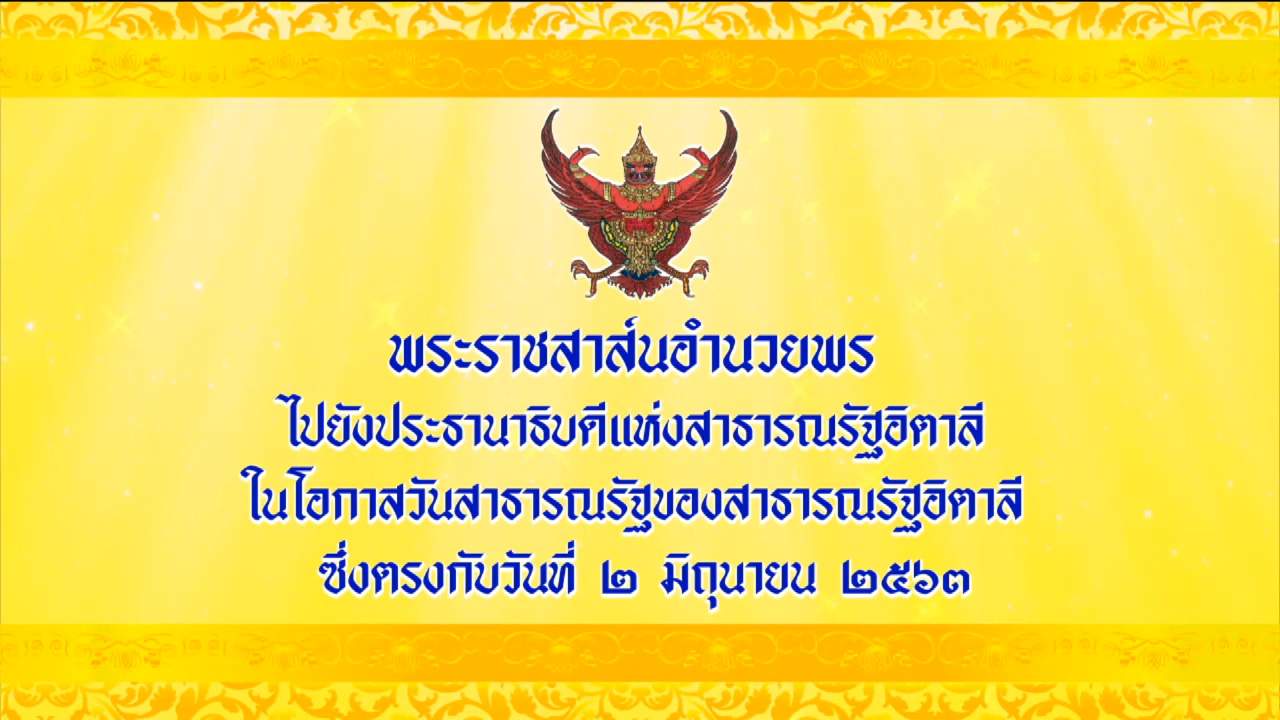 พระราชสาส์นอำนวยพร
ไปยังประธานาธิบดีแห่งสาธารณรัฐอิตาลี
ในโอกาสวันสาธารณรัฐของสาธารณรัฐอิตาลี
ซึ่งตรงกับวันที่ ๒ มิถุนายน ๒๕๖๓